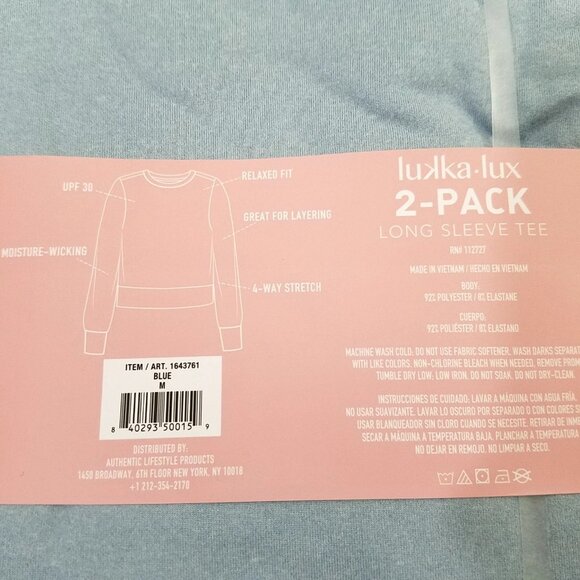 UPF 30
RELAXED FIT
GREAT FOR LAYERING
MOISTURE-WICKING
4-WAY STRETCH
ITEM / ART. 1643761
BLUE
M
8 40293 50015 9
DISTRIBUTED BY:
AUTHENTIC LIFESTYLE PRODUCTS
1450 BROADWAY, 6TH FLOOR NEW YORK, NY 10018
+1 212-354-2170
lukka·lux
2-PACK
LONG SLEEVE TEE
RN# 112727
MADE IN VIETNAM / HECHO EN VIETNAM
BODY:
92% POLYESTER / 8% ELASTANE
CUERPO:
92% POLIÉSTER / 8% ELASTANO
MACHINE WASH COLD; DO NOT USE FABRIC SOFTENER, WASH DARKS SEPARAT
WITH LIKE COLORS. NON-CHLORINE BLEACH WHEN NEEDED, REMOVE PROM
TUMBLE DRY LOW. LOW IRON. DO NOT SOAK. DO NOT DRY-CLEAN.
INSTRUCCIONES DE CUIDADO. LAVAR A MÁQUINA CON AGUA FRÍA.
NO USAR SUAVIZANTE. LAVAR LO OSCURO POR SEPARADO O CON COLORES S
USAR BLANQUEADOR SIN CLORO CUANDO SE NECESITE. RETIRAR DE INME
SECAR A MÁQUINA A TEMPERATURA BAJA. PLANCHAR A TEMPERATURA
NO DEJAR EN REMOJO. NO LIMPIAR A SECO.